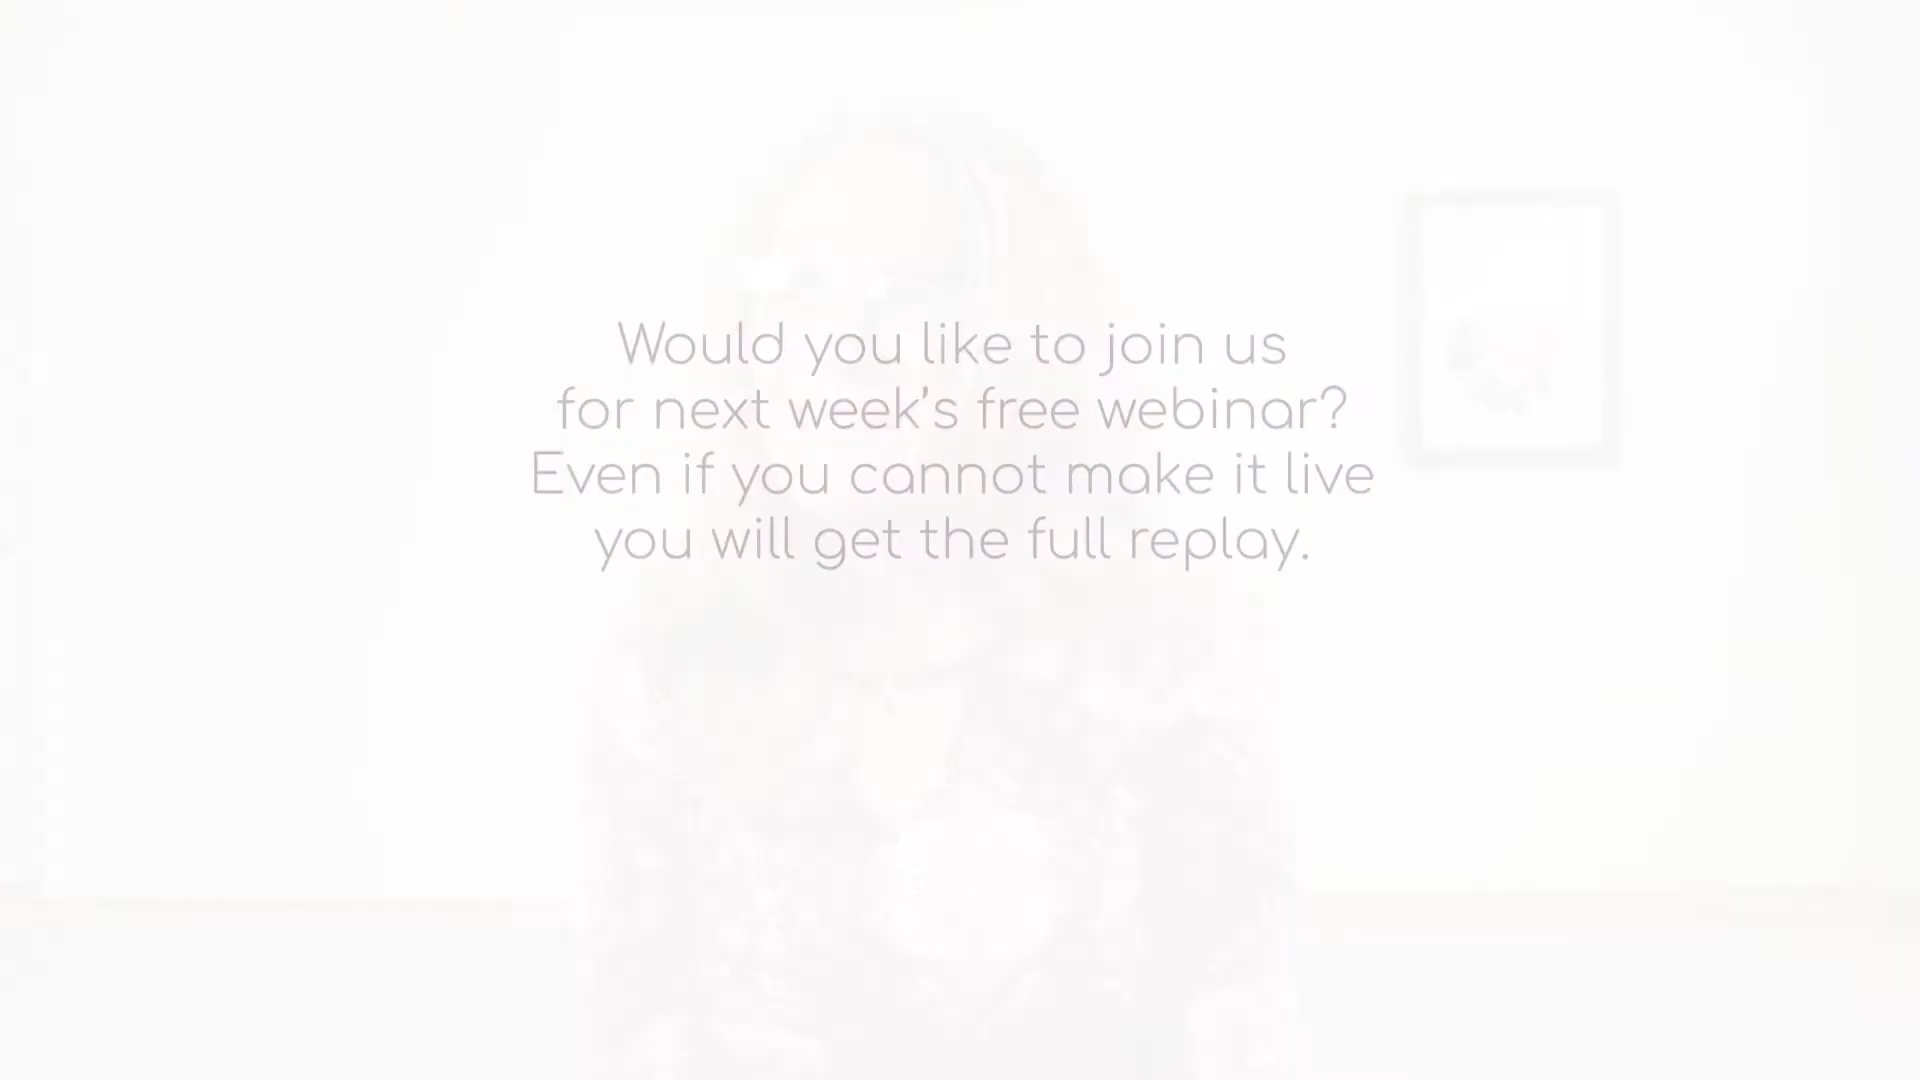 Would you like to join us
for next week’s free webinar?
Even if you cannot make it live
you will get the full replay.